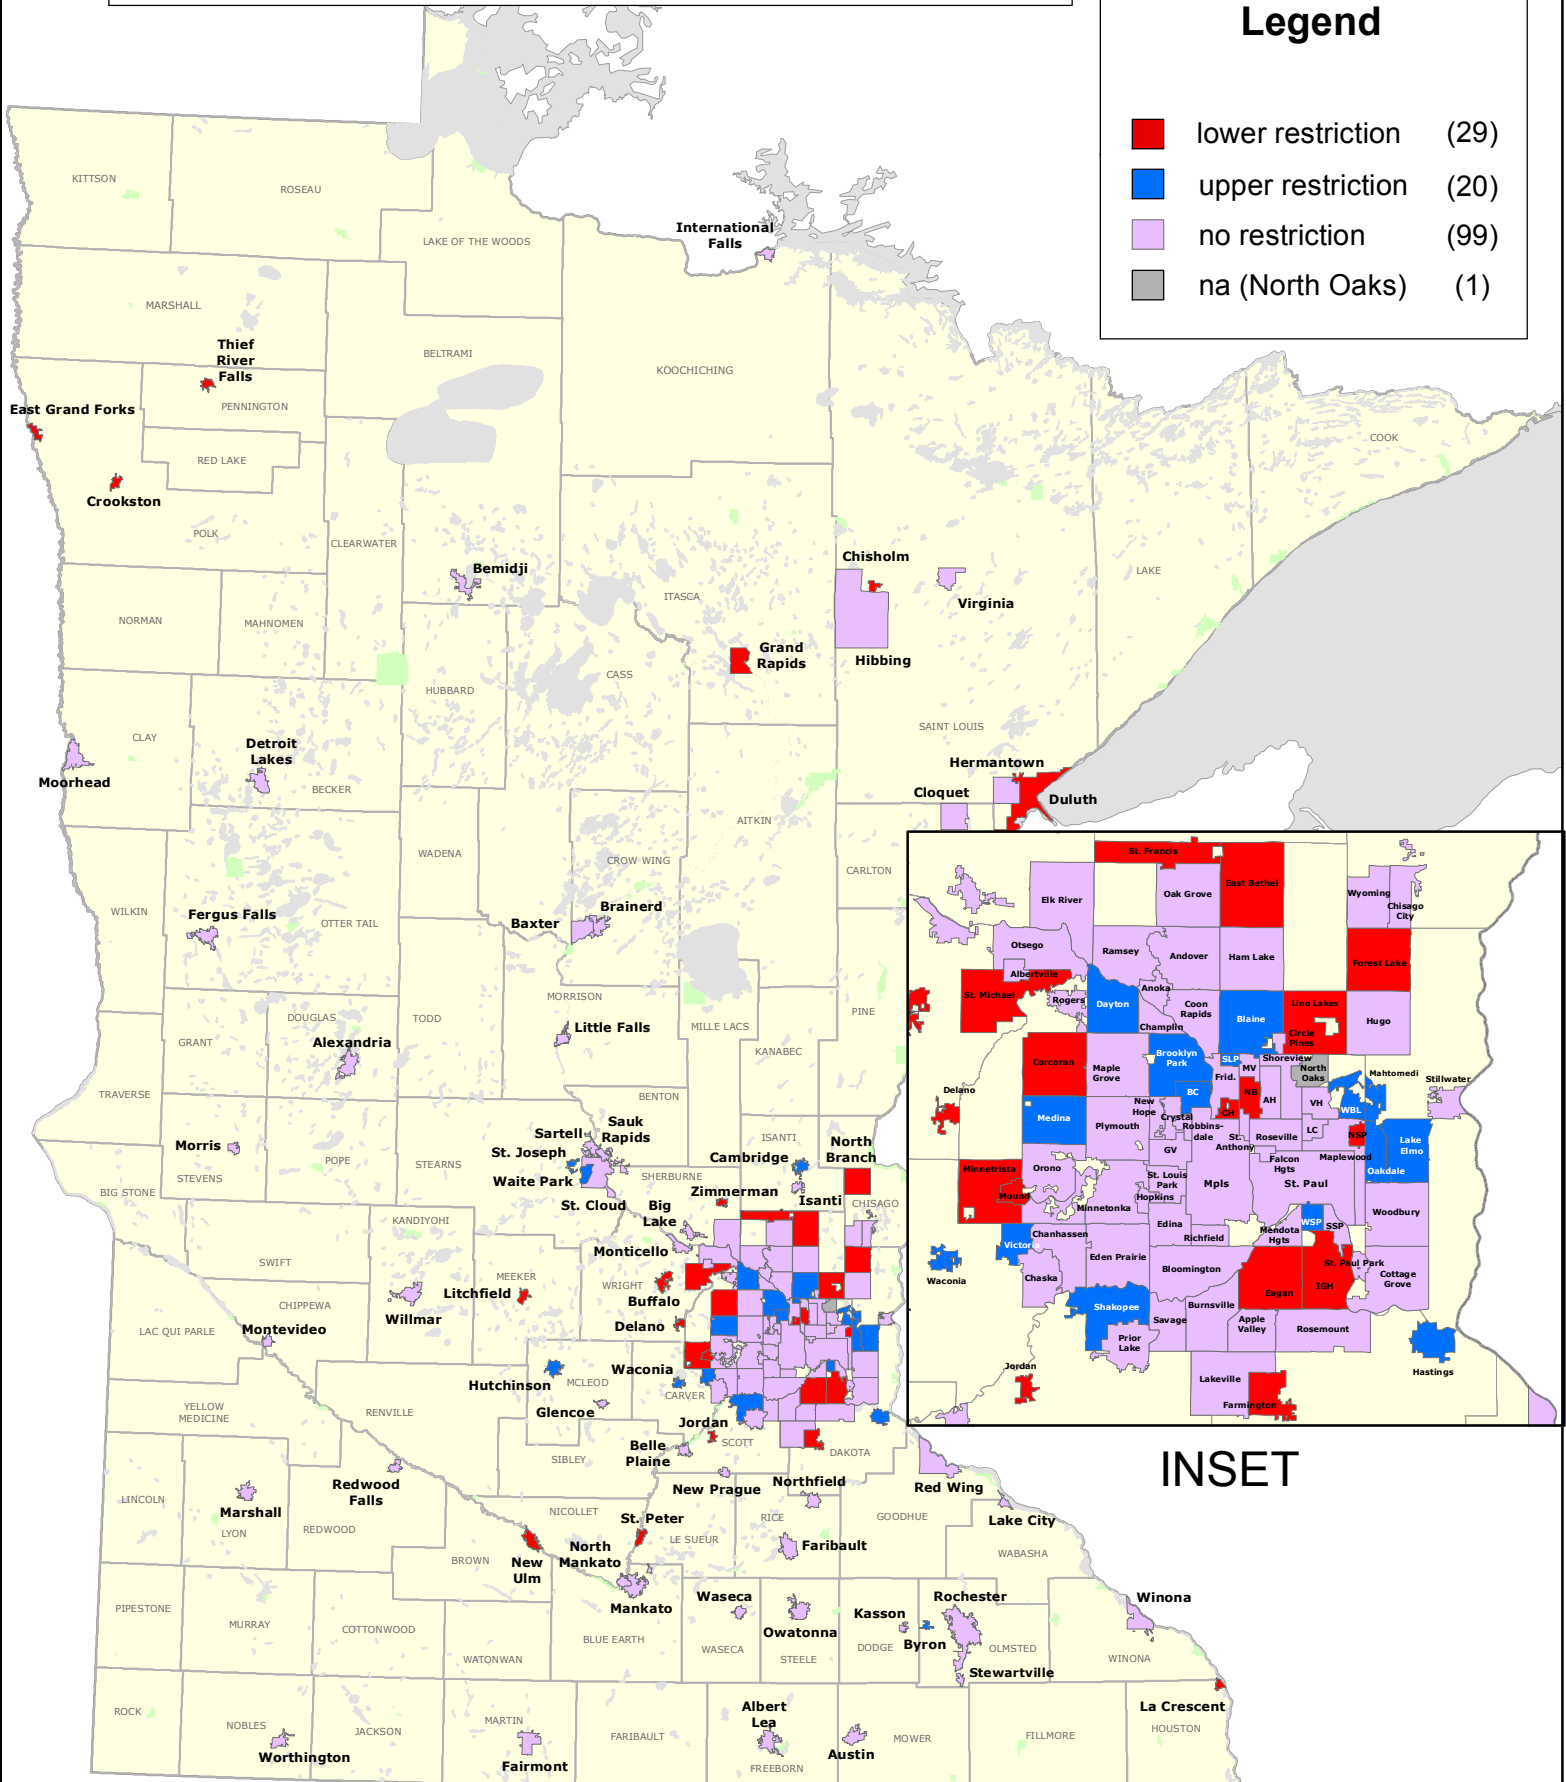 Legend
lower restriction (29)
upper restriction (20)
no restriction (99)
na (North Oaks) (1)
KITTSON
ROSEAU
LAKE OF THE WOODS
International
Falls
MARSHALL
Thief
River
Falls
BELTRAMI
KOOCHICHING
East Grand Forks
PENNINGTON
COOK
RED LAKE
Crookston
POLK
CLEARWATER
Bemidji
Chisholm
LAKE
ITASCA
Virginia
NORMAN
MAHNOMEN
Grand
Rapids
Hibbing
CASS
HUBBARD
SAINT LOUIS
CLAY
Detroit
Lakes
Moorhead
BECKER
Hermantown
Cloquet
Duluth
AITKIN
WADENA
CROW WING
CARLTON
WILKIN
Fergus Falls
OTTER TAIL
Baxter
Brainerd
MORRISON
DOUGLAS
TODD
Little Falls
MILLE LACS
PINE
GRANT
Alexandria
KANABEC
TRAVERSE
BENTON
Sauk
Rapids
Sartell
ISANTI
North
Branch
Morris
POPE
STEARNS
St. Joseph
Cambridge
STEVENS
Waite Park
SHERBURNE
BIG STONE
St. Cloud
Zimmerman
Isanti
CHISAGO
KANDIYOHI
Big
Lake
Monticello
SWIFT
MEEKER
WRIGHT
Litchfield
Buffalo
CHIPPEWA
Willmar
LAC QUI PARLE
Montevideo
Delano
Waconia
Hutchinson
MCLEOD
CARVER
YELLOW
MEDICINE
RENVILLE
Glencoe
Jordan
SCOTT
DAKOTA
Belle
Plaine
SIBLEY
New Prague
Northfield
Red Wing
LINCOLN
Marshall
LYON
Redwood
Falls
REDWOOD
NICOLLET
St. Peter
LE SUEUR
RICE
GOODHUE
Lake City
BROWN
New
Ulm
North
Mankato
Faribault
WABASHA
PIPESTONE
MURRAY
COTTONWOOD
WATONWAN
BLUE EARTH
Mankato
Waseca
WASECA
Owatonna
STEELE
Kasson
DODGE
Byron
Rochester
OLMSTED
Stewartville
Winona
WINONA
La Crescent
HOUSTON
ROCK
NOBLES
Worthington
JACKSON
MARTIN
Fairmont
FARIBAULT
Albert
Lea
FREEBORN
Austin
MOWER
FILLMORE
St. Francis
East Bethel
Elk River
Oak Grove
Wyoming
Chisago
City
Otsego
Ramsey
Andover
Ham Lake
Forest Lake
Albertville
St. Michael
Rogers
Dayton
Anoka
Coon
Rapids
Champlin
Blaine
Lino Lakes
Circle
Pines
Hugo
Corcoran
Maple
Grove
Brooklyn
Park
SLP
MV
Shoreview
North
Oaks
Mahtomedi
Stillwater
Delano
BC
Frid.
NB
AH
VH
WBL
Medina
New
Hope
Crystal
CH
Plymouth
Robbins-
dale
St.
Anthony
Roseville
LC
NSP
Lake
Elmo
GV
Falcon
Hgts
Maplewood
Oakdale
Minnetrista
Orono
St. Louis
Park
Mpls
St. Paul
Mound
Hopkins
Minnetonka
Woodbury
Edina
Richfield
WSP
SSP
Mendota
Hgts
Victoria
Chanhassen
Eden Prairie
Bloomington
St. Paul Park
Cottage
Grove
Waconia
Chaska
Eagan
IGH
Shakopee
Savage
Burnsville
Apple
Valley
Rosemount
Prior
Lake
Hastings
Jordan
Lakeville
Farmington
INSET